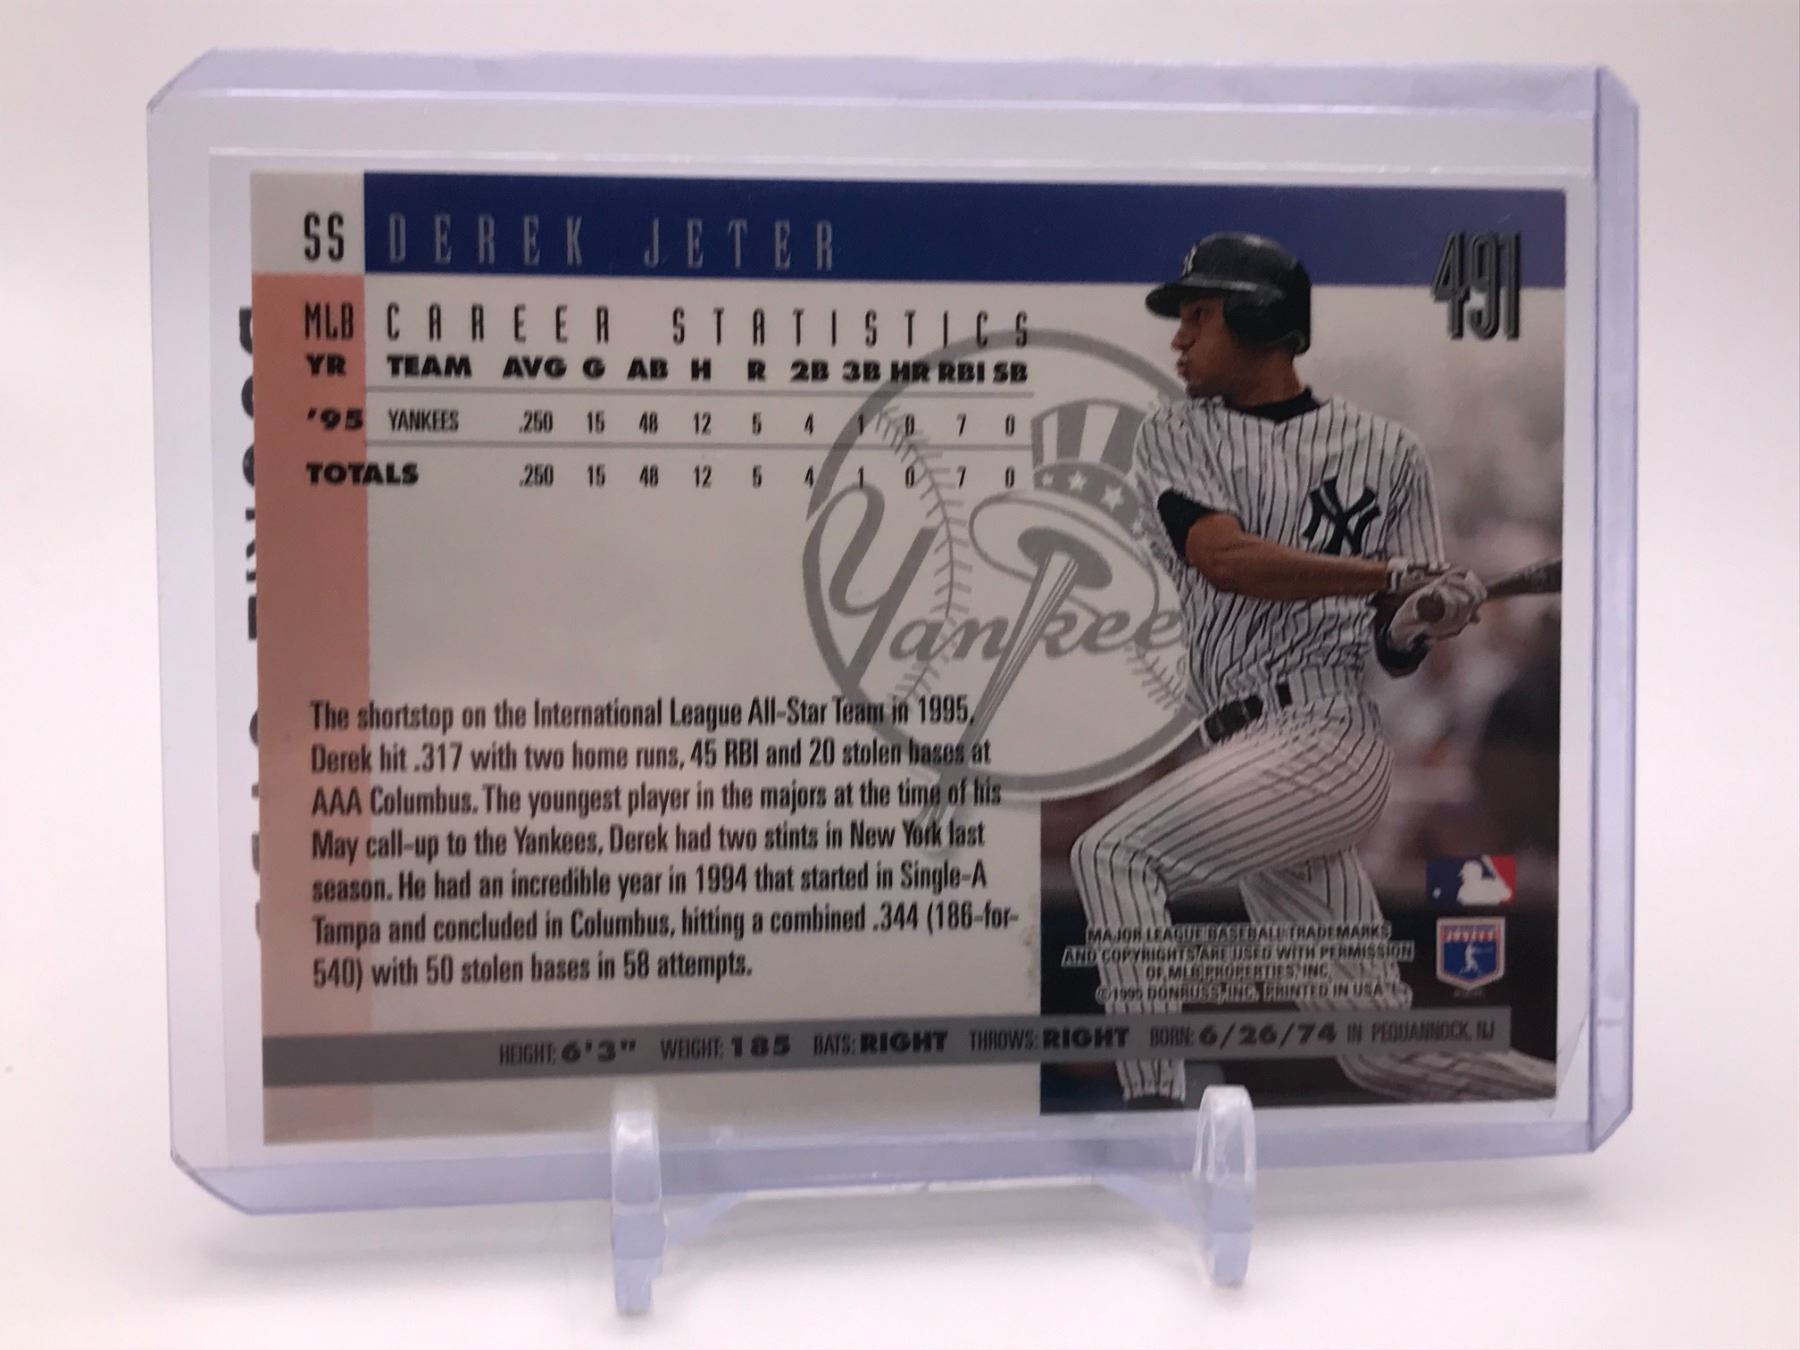 SS DEREK JETER
491
MLB CAREER STATISTICS
YR TEAM AVG G AB H R 2B 3B HR RBI SB
'95 YANKEES .250 15 48 12 5 4 1 0 7 0
TOTALS .250 15 48 12 5 4 1 0 7 0
Yankees
NY
The shortstop on the International League All-Star Team in 1995,
Derek hit .317 with two home runs, 45 RBI and 20 stolen bases at
AAA Columbus. The youngest player in the majors at the time of his
May call-up to the Yankees, Derek had two stints in New York last
season. He had an incredible year in 1994 that started in Single-A
Tampa and concluded in Columbus, hitting a combined .344 (186-for-
540) with 50 stolen bases in 58 attempts.
MAJOR LEAGUE BASEBALL TRADEMARKS
AND COPYRIGHTS ARE USED WITH PERMISSION
OF MLB PROPERTIES, INC.
©1995 DONRUSS, INC. PRINTED IN USA
PLAYERS
HEIGHT: 6'3" WEIGHT: 185 BATS: RIGHT THROWS: RIGHT BORN: 6/26/74 IN PEQUANNOCK, NJ